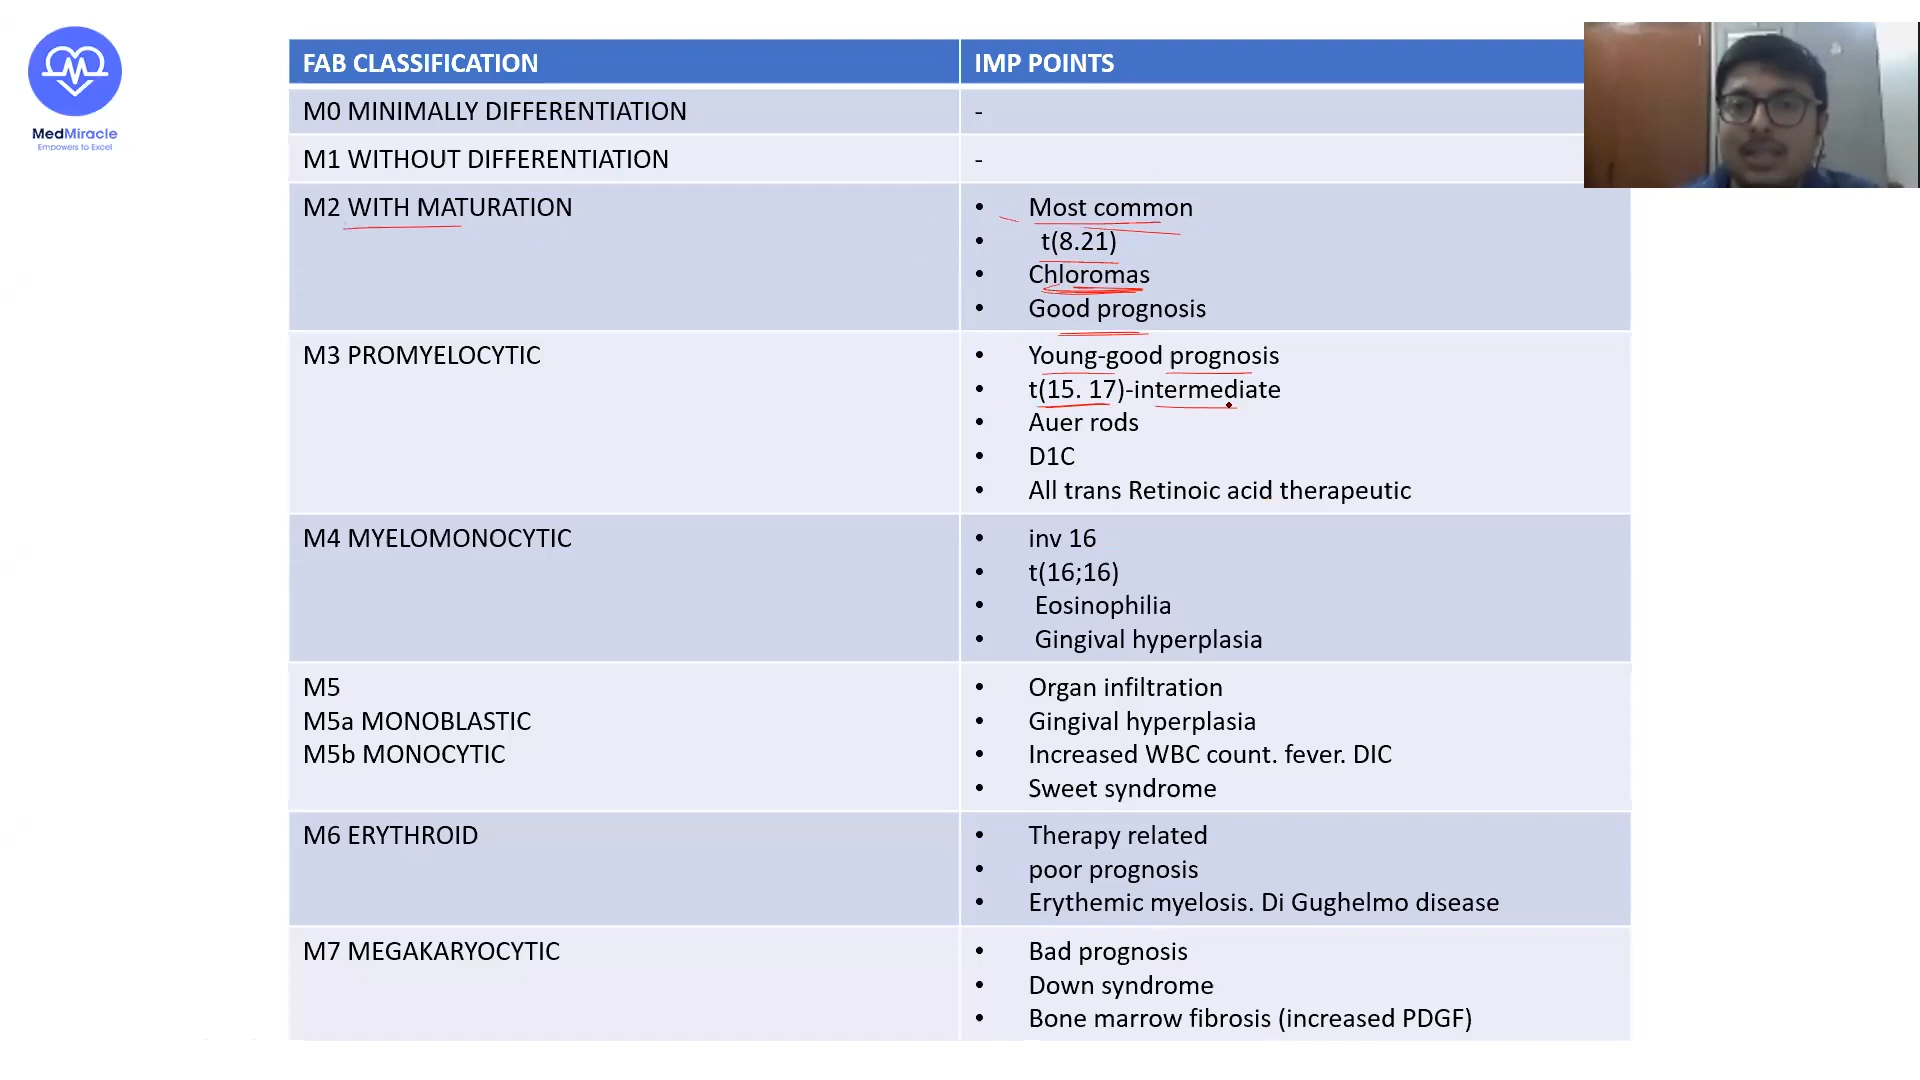 MedMiracle
Empowers to Excel
FAB CLASSIFICATION
IMP POINTS
M0 MINIMALLY DIFFERENTIATION
-
M1 WITHOUT DIFFERENTIATION
-
M2 WITH MATURATION
• Most common
• t(8.21)
• Chloromas
• Good prognosis
M3 PROMYELOCYTIC
• Young-good prognosis
• t(15. 17)-intermediate
• Auer rods
• D1C
• All trans Retinoic acid therapeutic
M4 MYELOMONOCYTIC
• inv 16
• t(16;16)
• Eosinophilia
• Gingival hyperplasia
M5
M5a MONOBLASTIC
M5b MONOCYTIC
• Organ infiltration
• Gingival hyperplasia
• Increased WBC count. fever. DIC
• Sweet syndrome
M6 ERYTHROID
• Therapy related
• poor prognosis
• Erythemic myelosis. Di Gughelmo disease
M7 MEGAKARYOCYTIC
• Bad prognosis
• Down syndrome
• Bone marrow fibrosis (increased PDGF)